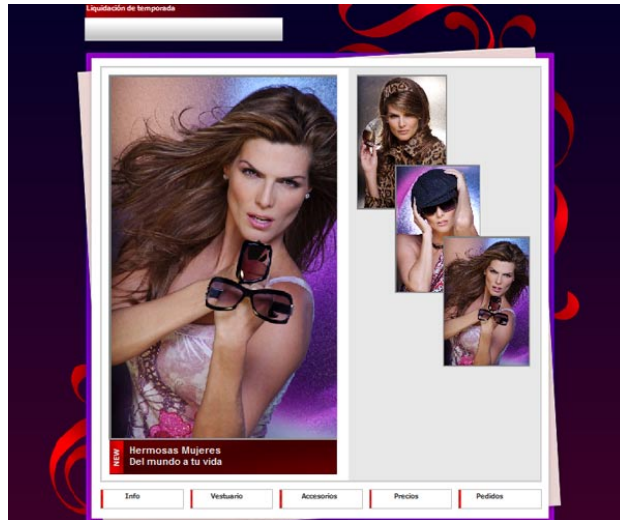 Liquidación de temporada
NEW
Hermosas Mujeres
Del mundo a tu vida
Info
Vestuario
Accesorios
Precios
Pedidos